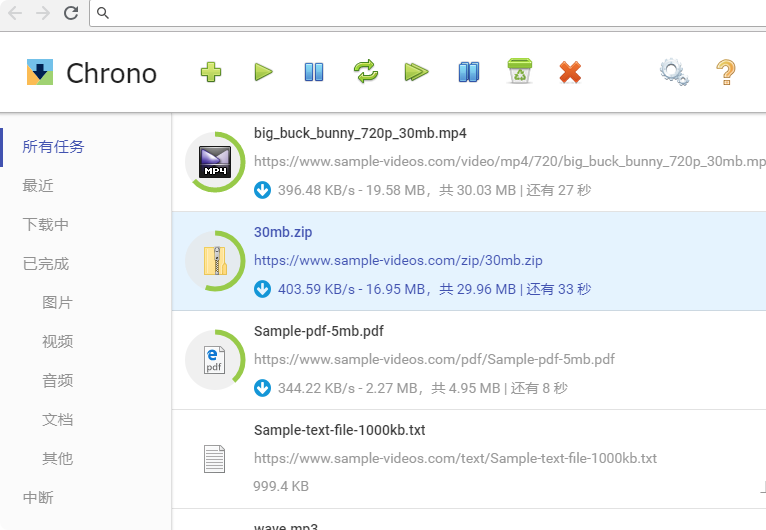 Chrono
所有任务
最近
下载中
已完成
图片
视频
音频
文档
其他
中断
big_buck_bunny_720p_30mb.mp4
https://www.sample-videos.com/video/mp4/720/big_buck_bunny_720p_30mb.mp
MP4
396.48 KB/s - 19.58 MB，共 30.03 MB | 还有 27 秒
30mb.zip
https://www.sample-videos.com/zip/30mb.zip
403.59 KB/s - 16.95 MB，共 29.96 MB | 还有 33 秒
Sample-pdf-5mb.pdf
https://www.sample-videos.com/pdf/Sample-pdf-5mb.pdf
pdf
344.22 KB/s - 2.27 MB，共 4.95 MB | 还有 8 秒
Sample-text-file-1000kb.txt
https://www.sample-videos.com/text/Sample-text-file-1000kb.txt
999.4 KB
wave.mp3